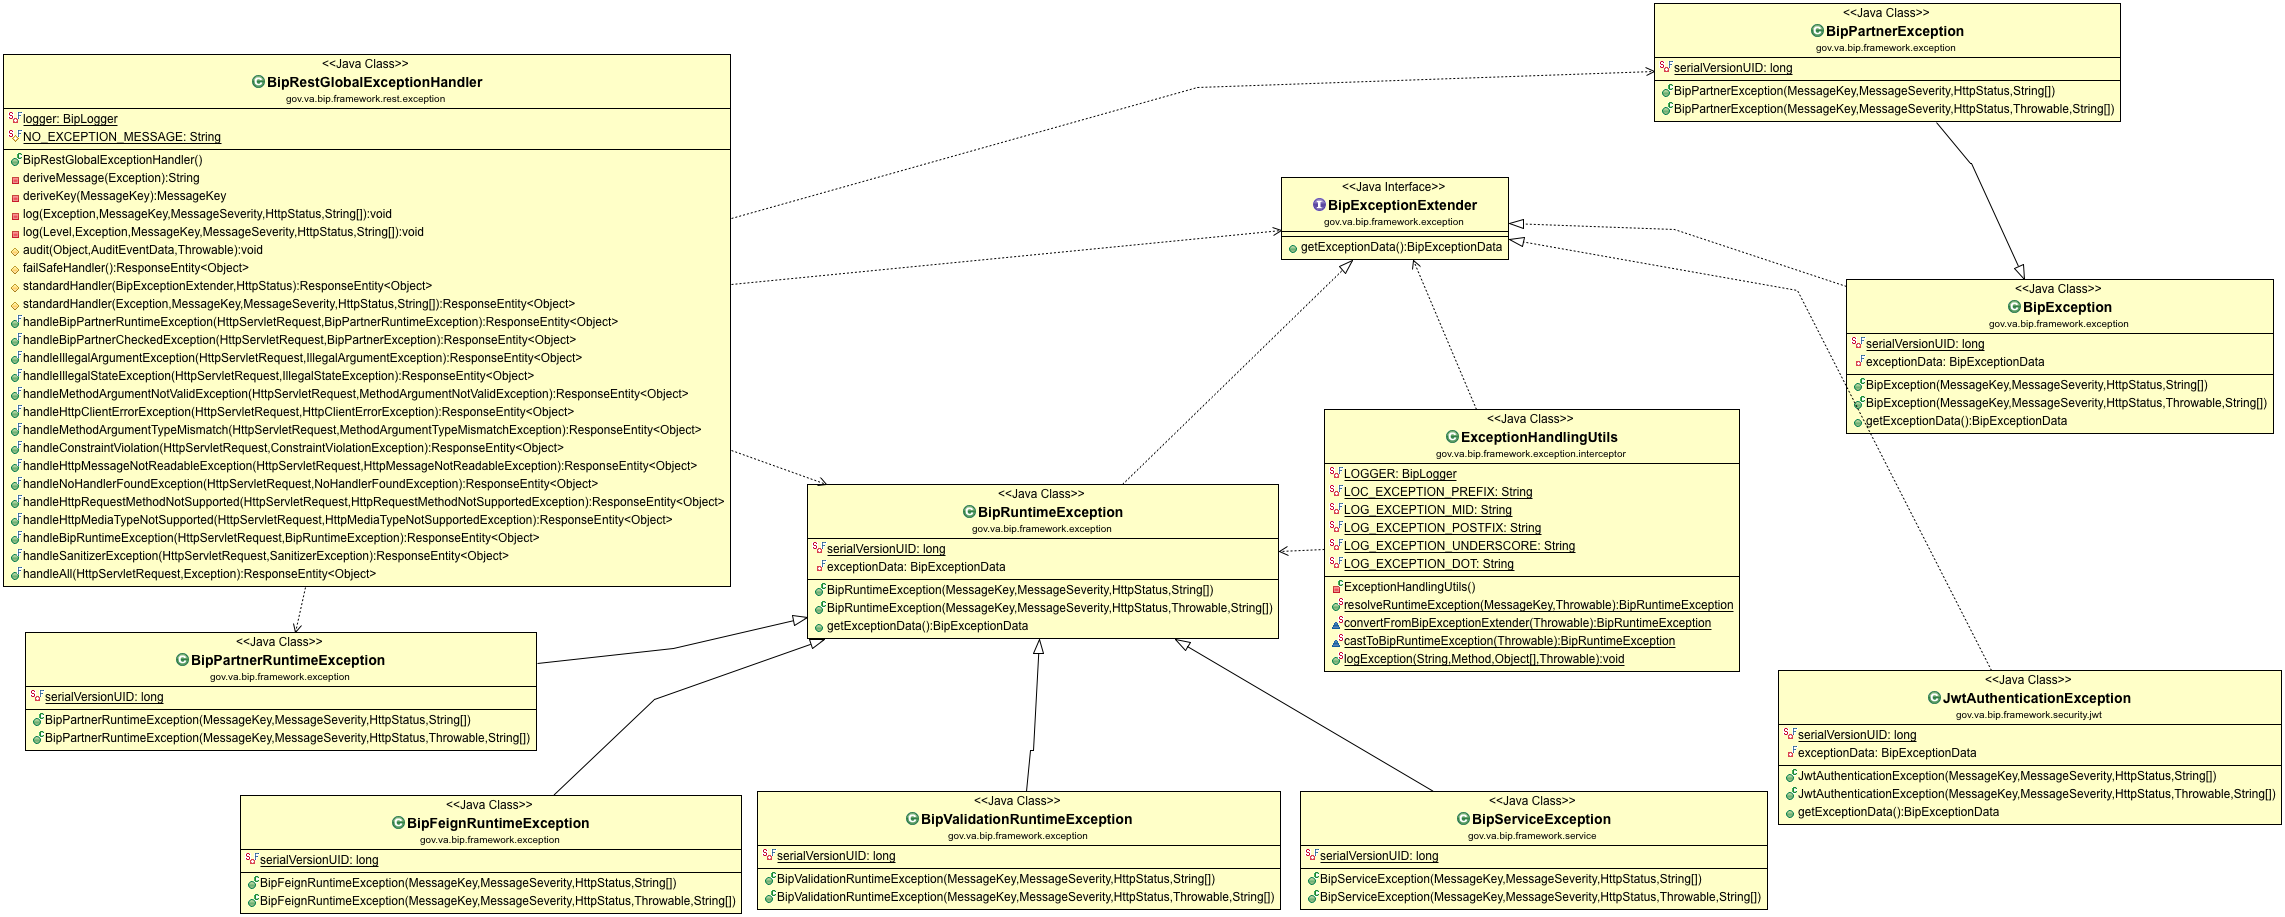 <<Java Class>>
BipPartnerException
gov.va.bip.framework.exception
serialVersionUID: long
BipPartnerException(MessageKey,MessageSeverity,HttpStatus,String[])
BipPartnerException(MessageKey,MessageSeverity,HttpStatus,Throwable,String[])
<<Java Class>>
BipRestGlobalExceptionHandler
gov.va.bip.framework.rest.exception
logger: BipLogger
NO_EXCEPTION_MESSAGE: String
BipRestGlobalExceptionHandler()
deriveMessage(Exception):String
deriveKey(MessageKey):MessageKey
log(Exception,MessageKey,MessageSeverity,HttpStatus,String[]):void
log(Level,Exception,MessageKey,MessageSeverity,HttpStatus,String[]):void
audit(Object,AuditEventData,Throwable):void
failSafeHandler():ResponseEntity<Object>
standardHandler(BipExceptionExtender,HttpStatus):ResponseEntity<Object>
standardHandler(Exception,MessageKey,MessageSeverity,HttpStatus,String[]):ResponseEntity<Object>
handleBipPartnerRuntimeException(HttpServletRequest,BipPartnerRuntimeException):ResponseEntity<Object>
handleBipPartnerCheckedException(HttpServletRequest,BipPartnerException):ResponseEntity<Object>
handleIllegalArgumentException(HttpServletRequest,IllegalArgumentException):ResponseEntity<Object>
handleIllegalStateException(HttpServletRequest,IllegalStateException):ResponseEntity<Object>
handleMethodArgumentNotValidException(HttpServletRequest,MethodArgumentNotValidException):ResponseEntity<Object>
handleHttpClientErrorException(HttpServletRequest,HttpClientErrorException):ResponseEntity<Object>
handleMethodArgumentTypeMismatch(HttpServletRequest,MethodArgumentTypeMismatchException):ResponseEntity<Object>
handleConstraintViolation(HttpServletRequest,ConstraintViolationException):ResponseEntity<Object>
handleHttpMessageNotReadableException(HttpServletRequest,HttpMessageNotReadableException):ResponseEntity<Object>
handleNoHandlerFoundException(HttpServletRequest,NoHandlerFoundException):ResponseEntity<Object>
handleHttpRequestMethodNotSupported(HttpServletRequest,HttpRequestMethodNotSupportedException):ResponseEntity<Object>
handleHttpMediaTypeNotSupported(HttpServletRequest,HttpMediaTypeNotSupportedException):ResponseEntity<Object>
handleBipRuntimeException(HttpServletRequest,BipRuntimeException):ResponseEntity<Object>
handleSanitizerException(HttpServletRequest,SanitizerException):ResponseEntity<Object>
handleAll(HttpServletRequest,Exception):ResponseEntity<Object>
<<Java Interface>>
BipExceptionExtender
gov.va.bip.framework.exception
getExceptionData():BipExceptionData
<<Java Class>>
BipException
gov.va.bip.framework.exception
serialVersionUID: long
exceptionData: BipExceptionData
BipException(MessageKey,MessageSeverity,HttpStatus,String[])
BipException(MessageKey,MessageSeverity,HttpStatus,Throwable,String[])
getExceptionData():BipExceptionData
<<Java Class>>
ExceptionHandlingUtils
gov.va.bip.framework.exception.interceptor
LOGGER: BipLogger
LOC_EXCEPTION_PREFIX: String
LOG_EXCEPTION_MID: String
LOG_EXCEPTION_POSTFIX: String
LOG_EXCEPTION_UNDERSCORE: String
LOG_EXCEPTION_DOT: String
ExceptionHandlingUtils()
resolveRuntimeException(MessageKey,Throwable):BipRuntimeException
convertFromBipExceptionExtender(Throwable):BipRuntimeException
castToBipRuntimeException(Throwable):BipRuntimeException
logException(String,Method,Object[],Throwable):void
<<Java Class>>
BipRuntimeException
gov.va.bip.framework.exception
serialVersionUID: long
exceptionData: BipExceptionData
BipRuntimeException(MessageKey,MessageSeverity,HttpStatus,String[])
BipRuntimeException(MessageKey,MessageSeverity,HttpStatus,Throwable,String[])
getExceptionData():BipExceptionData
<<Java Class>>
BipPartnerRuntimeException
gov.va.bip.framework.exception
serialVersionUID: long
BipPartnerRuntimeException(MessageKey,MessageSeverity,HttpStatus,String[])
BipPartnerRuntimeException(MessageKey,MessageSeverity,HttpStatus,Throwable,String[])
<<Java Class>>
JwtAuthenticationException
gov.va.bip.framework.security.jwt
serialVersionUID: long
exceptionData: BipExceptionData
JwtAuthenticationException(MessageKey,MessageSeverity,HttpStatus,String[])
JwtAuthenticationException(MessageKey,MessageSeverity,HttpStatus,Throwable,String[])
getExceptionData():BipExceptionData
<<Java Class>>
BipFeignRuntimeException
gov.va.bip.framework.exception
serialVersionUID: long
BipFeignRuntimeException(MessageKey,MessageSeverity,HttpStatus,String[])
BipFeignRuntimeException(MessageKey,MessageSeverity,HttpStatus,Throwable,String[])
<<Java Class>>
BipValidationRuntimeException
gov.va.bip.framework.exception
serialVersionUID: long
BipValidationRuntimeException(MessageKey,MessageSeverity,HttpStatus,String[])
BipValidationRuntimeException(MessageKey,MessageSeverity,HttpStatus,Throwable,String[])
<<Java Class>>
BipServiceException
gov.va.bip.framework.service
serialVersionUID: long
BipServiceException(MessageKey,MessageSeverity,HttpStatus,String[])
BipServiceException(MessageKey,MessageSeverity,HttpStatus,Throwable,String[])